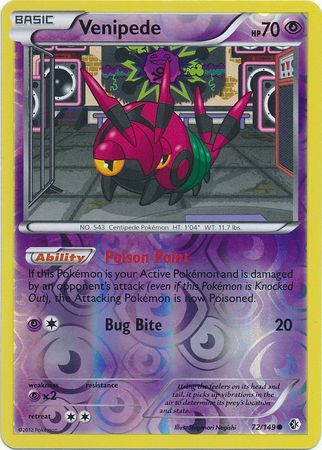 BASIC
Venipede
HP70
NO. 543 Centipede Pokémon HT: 1'04" WT: 11.7 lbs.
Ability Poison Point
If this Pokémon is your Active Pokémon and is damaged
by an opponent's attack (even if this Pokémon is Knocked
Out), the Attacking Pokémon is now Poisoned.
Bug Bite 20
weakness resistance
×2
retreat
Using the feelers on its head and
tail, it picks up vibrations in the
air to determine its prey's location
and state.
©2012 Pokémon
Illus. Shigenori Negishi
72/149